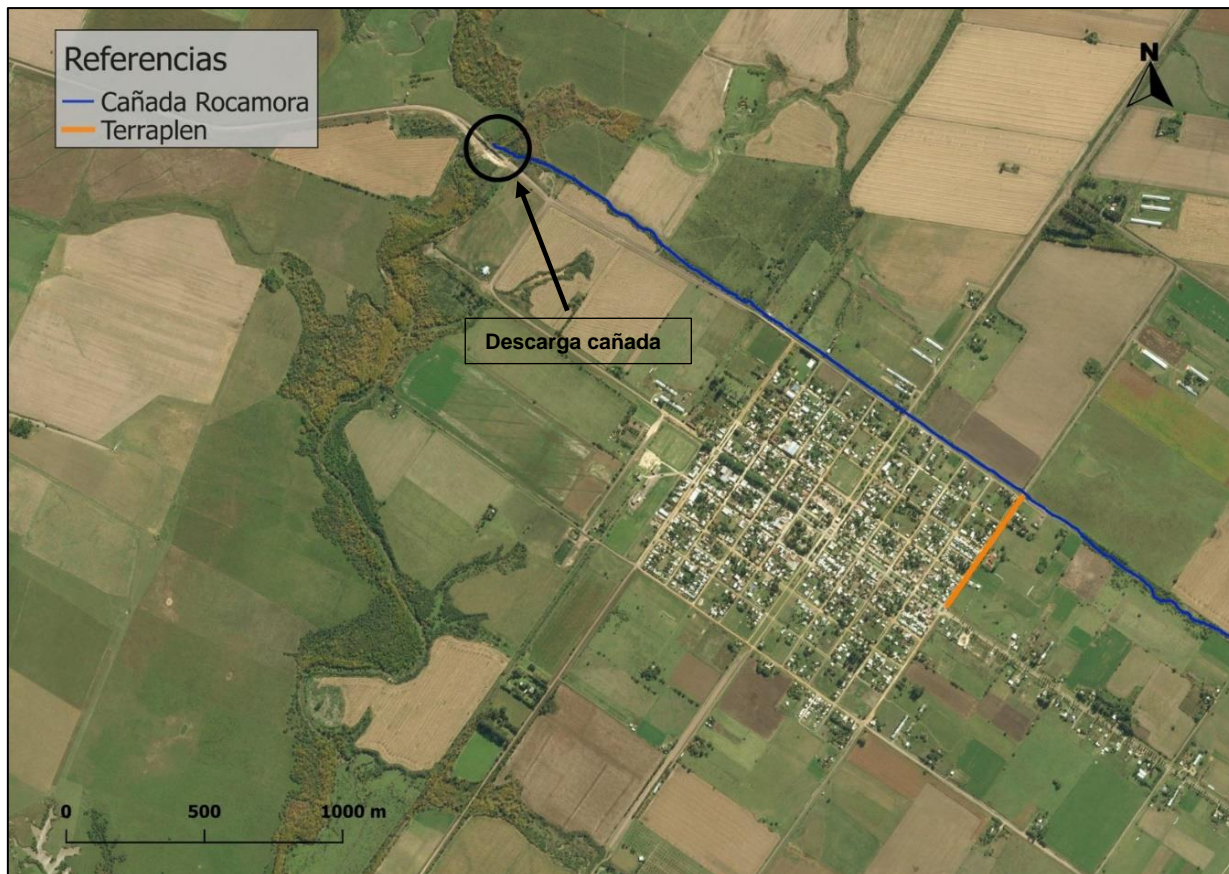 Referencias
Cañada Rocamora
Terraplen
N
Descarga cañada
0 500 1000 m